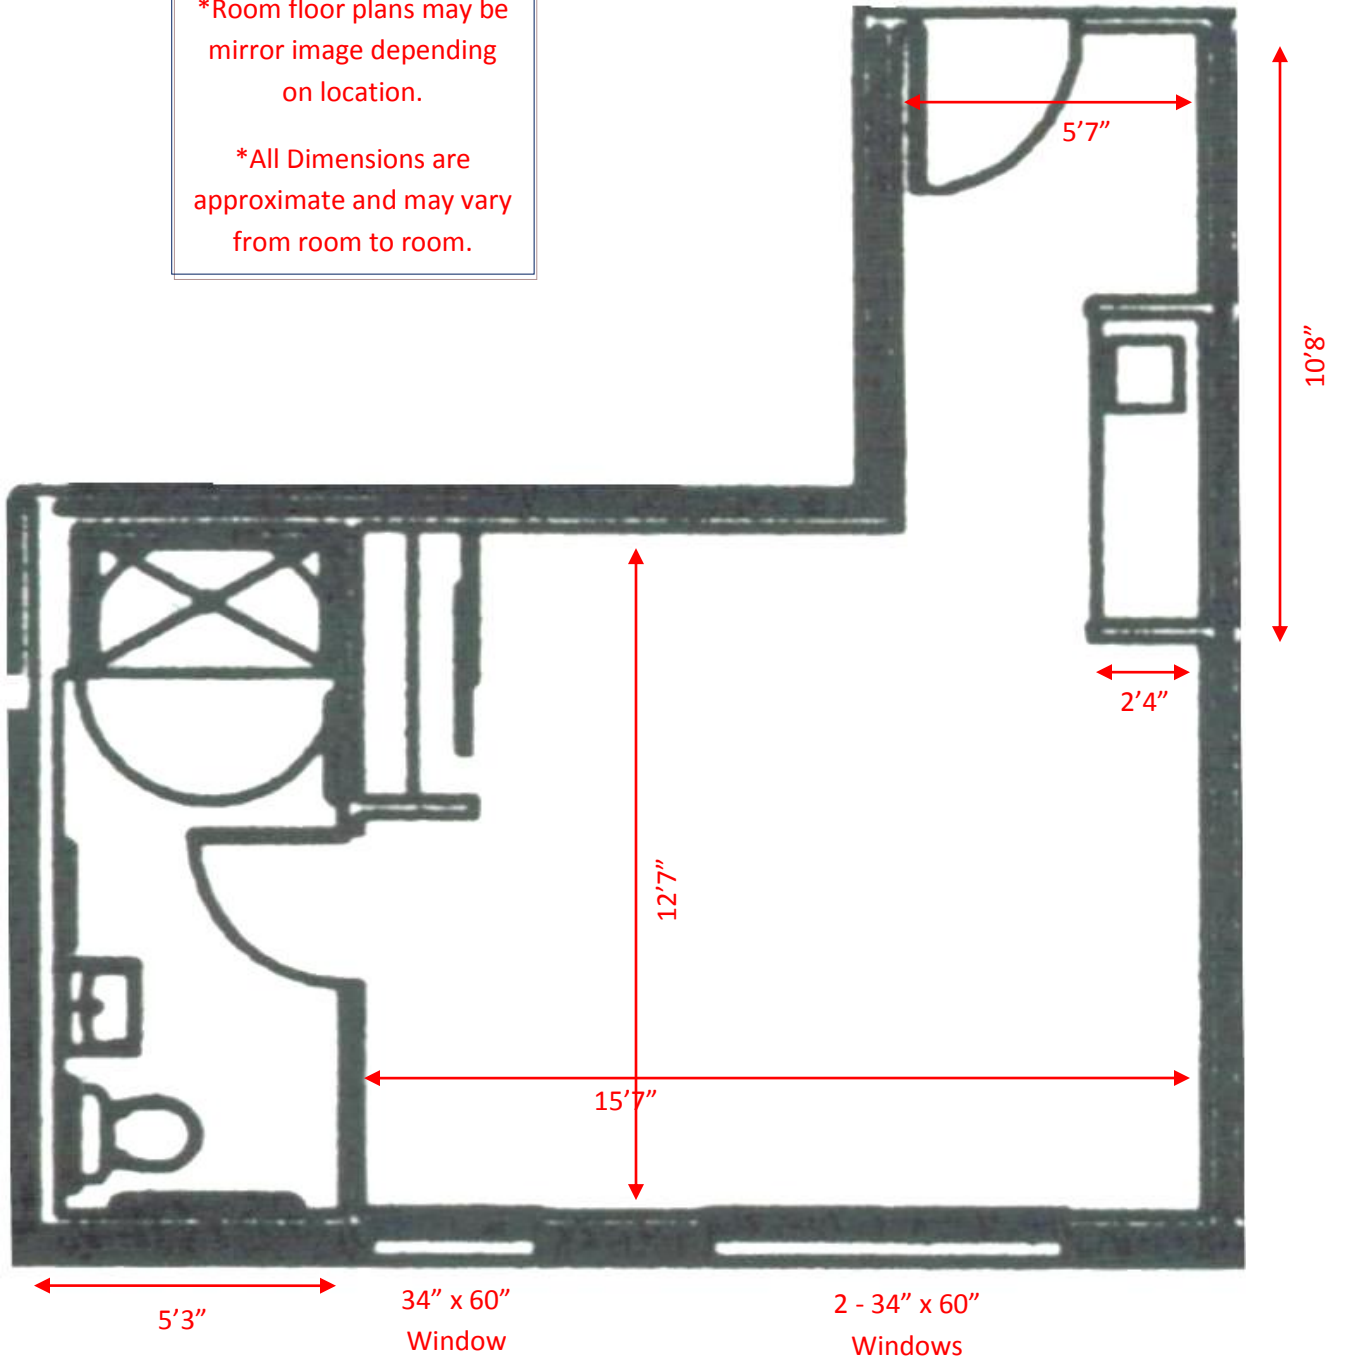 *Room floor plans may be
mirror image depending
on location.
*All Dimensions are
approximate and may vary
from room to room.
5’7”
10’8”
2’4”
12’7”
15’7”
5’3”
34” x 60”
Window
2 - 34” x 60”
Windows